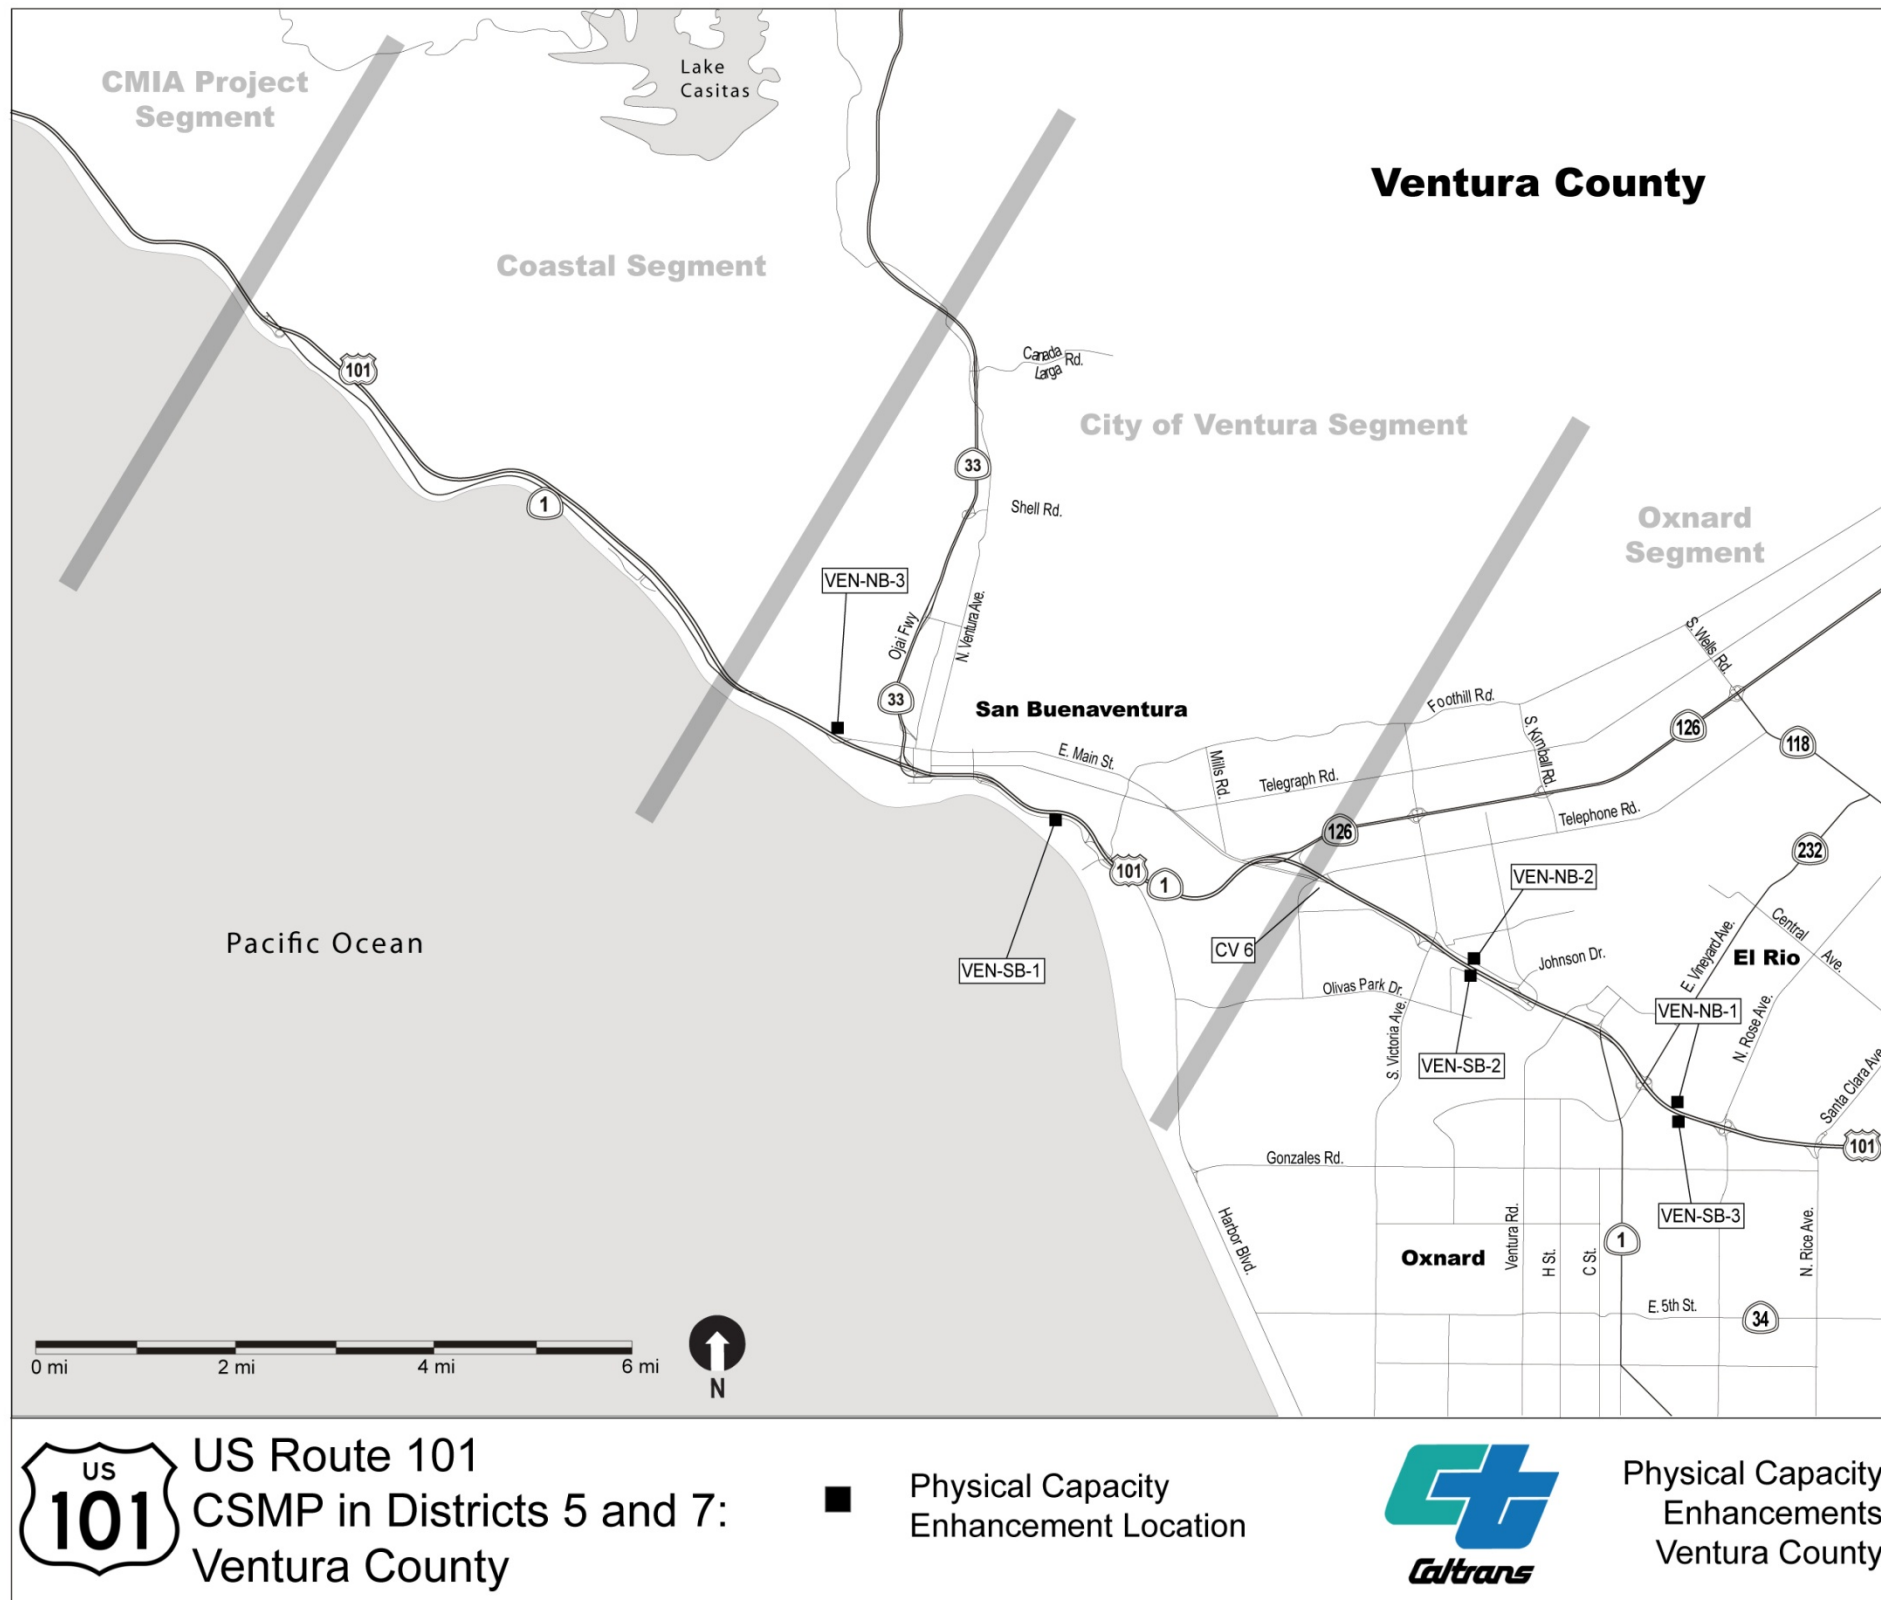 CMIA Project
Segment
Lake
Casitas
Ventura County
Coastal Segment
Canada
Larga
Rd.
101
City of Ventura Segment
33
1
Shell Rd.
Oxnard
Segment
VEN-NB-3
Ojai Fwy
N. Ventura Ave.
S. Wells Rd.
33
San Buenaventura
Foothill Rd.
S. Kimball Rd.
126
118
E. Main St.
Mills Rd.
Telegraph Rd.
Telephone Rd.
126
232
101
1
VEN-NB-2
Pacific Ocean
VEN-SB-1
CV 6
Johnson Dr.
E. Vineyard Ave.
Central
Ave.
El Rio
Olivas Park Dr.
S. Victoria Ave.
VEN-NB-1
N. Rose Ave.
VEN-SB-2
Santa Clara Ave
101
Gonzales Rd.
VEN-SB-3
Harbor Blvd.
Oxnard
Ventura Rd.
H St.
C St.
1
N. Rice Ave.
E. 5th St.
34
0 mi
2 mi
4 mi
6 mi
N
US
101
US Route 101
CSMP in Districts 5 and 7:
Ventura County
Physical Capacity
Enhancement Location
Caltrans
Physical Capacity
Enhancements
Ventura County